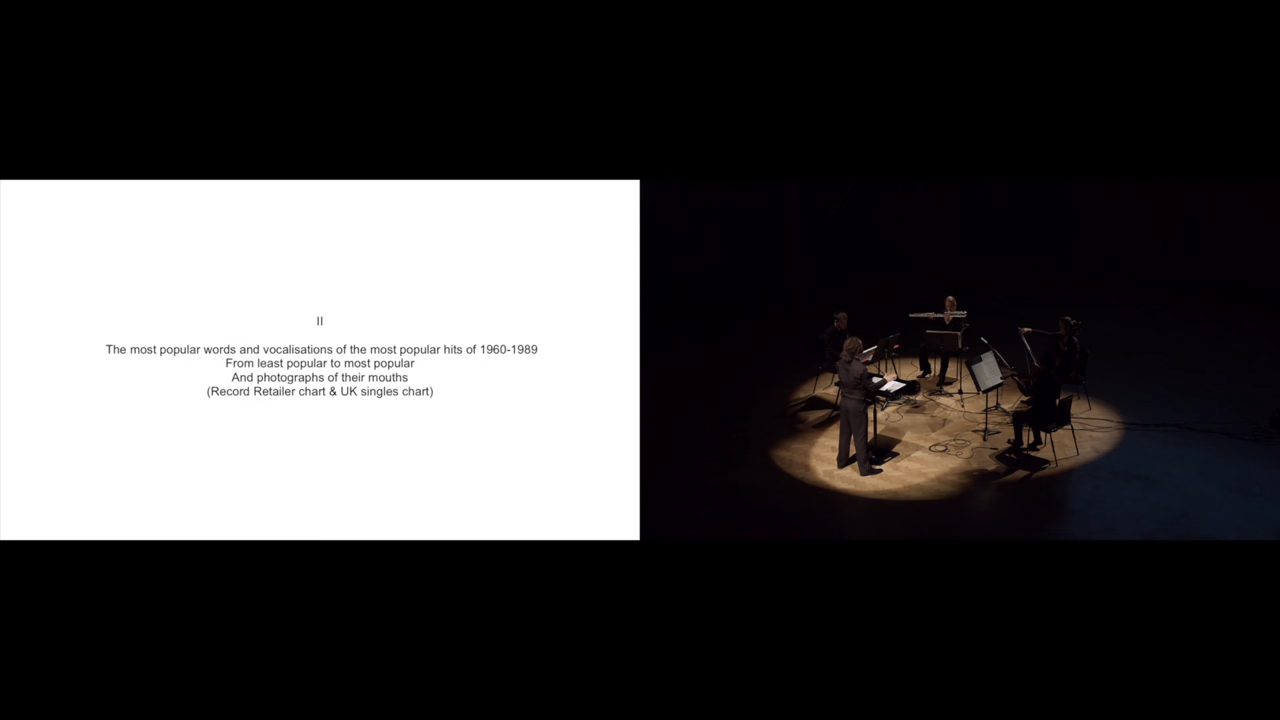 II
The most popular words and vocalisations of the most popular hits of 1960-1989
From least popular to most popular
And photographs of their mouths
(Record Retailer chart & UK singles chart)